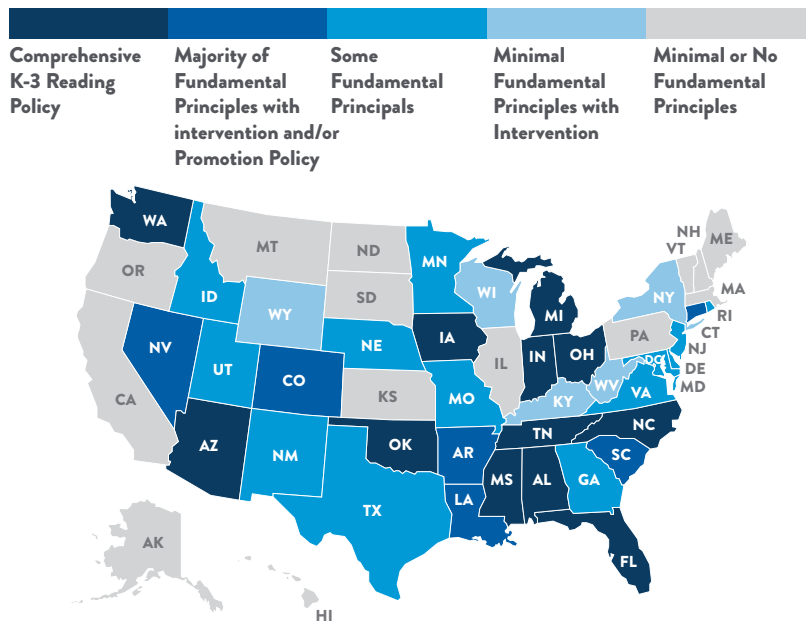 Comprehensive
K-3 Reading
Policy
Majority of
Fundamental
Principles with
intervention and/or
Promotion Policy
Some
Fundamental
Principals
Minimal
Fundamental
Principles with
Intervention
Minimal or No
Fundamental
Principles
WA
MT
ND
MN
OR
ID
SD
WI
WY
NV
UT
CO
NE
IA
MI
IL
IN
OH
PA
NY
NH
VT
ME
MA
RI
CT
NJ
DE
MD
DC
CA
KS
MO
KY
WV
VA
AZ
NM
OK
AR
TN
NC
SC
MS
AL
GA
TX
LA
FL
AK
HI